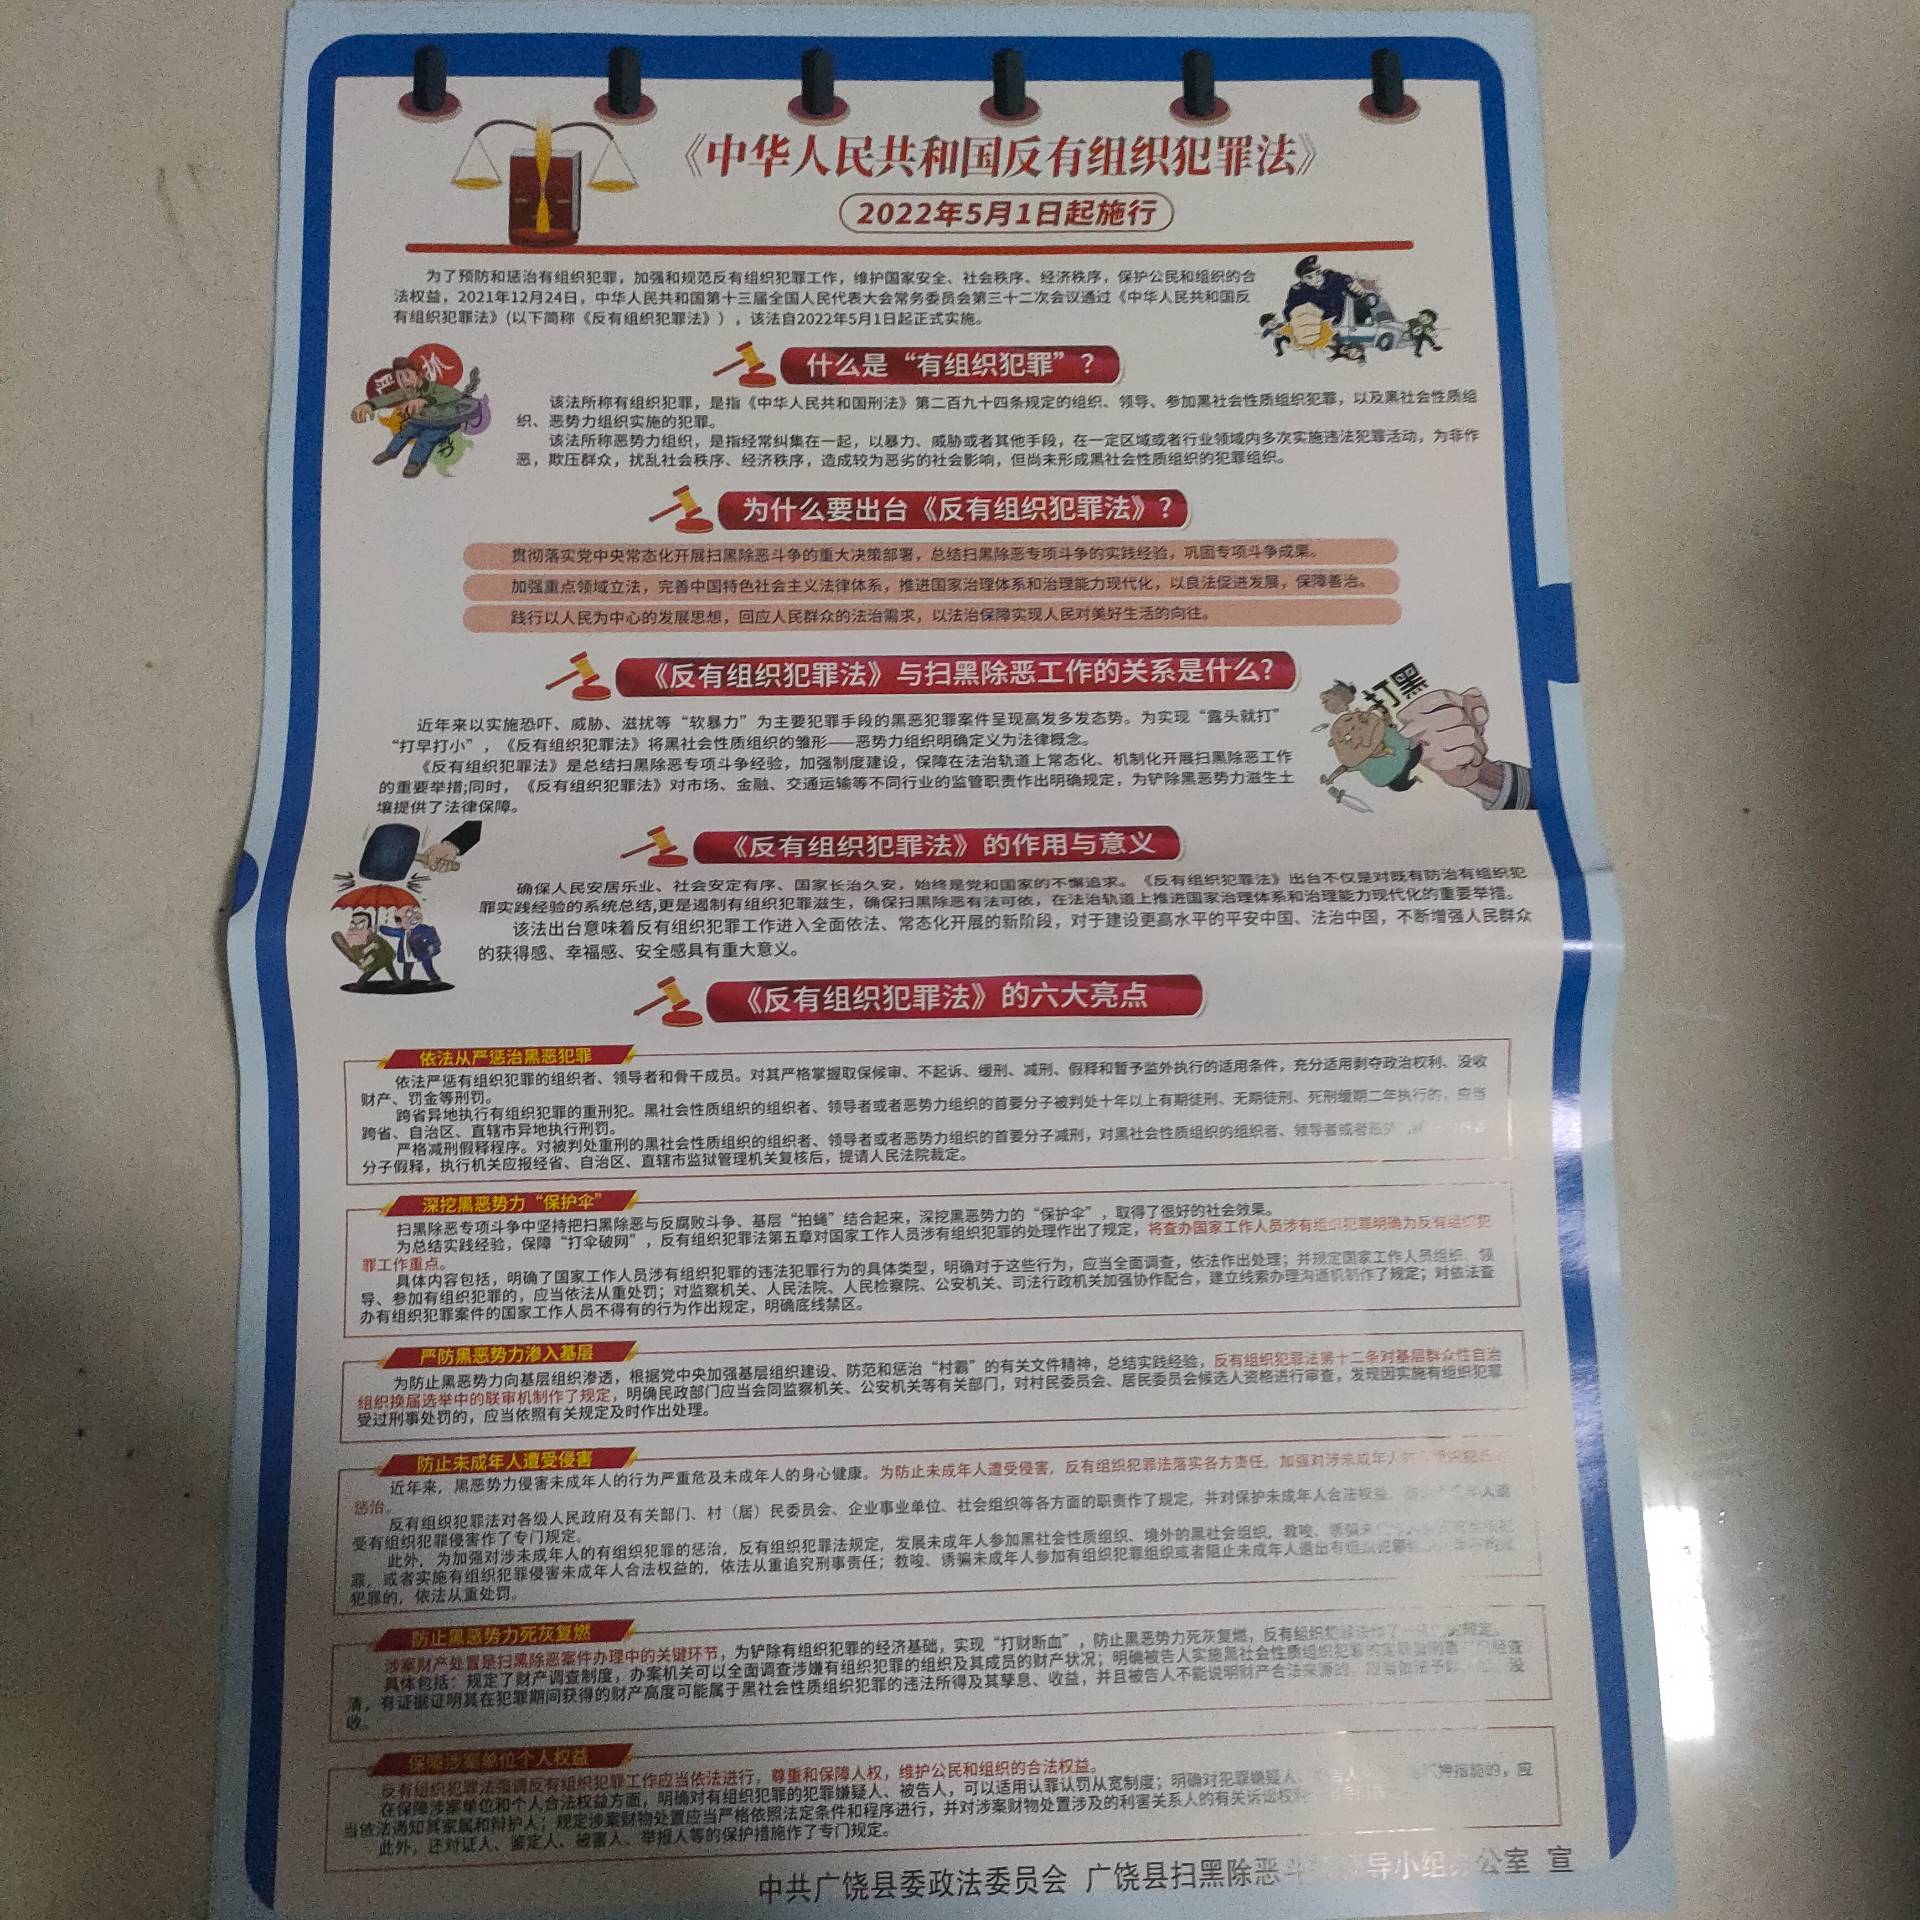 《中华人民共和国反有组织犯罪法》
2022年5月1日起施行
为了预防和惩治有组织犯罪，加强和规范反有组织犯罪工作，维护国家安全、社会秩序、经济秩序，保护公民和组织的合
法权益，2021年12月24日，中华人民共和国第十三届全国人民代表大会常务委员会第三十二次会议通过《中华人民共和国反
有组织犯罪法》(以下简称《反有组织犯罪法》），该法自2022年5月1日起正式实施。
什么是“有组织犯罪”？
该法所称有组织犯罪，是指《中华人民共和国刑法》第二百九十四条规定的组织、领导、参加黑社会性质组织犯罪，以及黑社会性质组
织、恶势力组织实施的犯罪。
该法所称恶势力组织，是指经常纠集在一起，以暴力、威胁或者其他手段，在一定区域或者行业领域内多次实施违法犯罪活动，为非作
恶，欺压群众，扰乱社会秩序、经济秩序，造成较为恶劣的社会影响，但尚未形成黑社会性质组织的犯罪组织。
为什么要出台《反有组织犯罪法》?
贯彻落实党中央常态化开展扫黑除恶斗争的重大决策部署，总结扫黑除恶专项斗争的实践经验，巩固专项斗争成果。
加强重点领域立法，完善中国特色社会主义法律体系，推进国家治理体系和治理能力现代化，以良法促进发展，保障善治。
践行以人民为中心的发展思想，回应人民群众的法治需求，以法治保障实现人民对美好生活的向往。
《反有组织犯罪法》与扫黑除恶工作的关系是什么?
打黑
近年来以实施恐吓、威胁、滋扰等“软暴力”为主要犯罪手段的黑恶犯罪案件呈现高发多发态势。为实现“露头就打”
“打早打小”，《反有组织犯罪法》将黑社会性质组织的雏形——恶势力组织明确定义为法律概念。
《反有组织犯罪法》是总结扫黑除恶专项斗争经验，加强制度建设，保障在法治轨道上常态化、机制化开展扫黑除恶工作
的重要举措;同时，《反有组织犯罪法》对市场、金融、交通运输等不同行业的监管职责作出明确规定，为铲除黑恶势力滋生土
壤提供了法律保障。
《反有组织犯罪法》的作用与意义
确保人民安居乐业、社会安定有序、国家长治久安，始终是党和国家的不懈追求。《反有组织犯罪法》出台不仅是对既有防治有组织犯
罪实践经验的系统总结,更是遏制有组织犯罪滋生，确保扫黑除恶有法可依，在法治轨道上推进国家治理体系和治理能力现代化的重要举措。
该法出台意味着反有组织犯罪工作进入全面依法、常态化开展的新阶段，对于建设更高水平的平安中国、法治中国，不断增强人民群众
的获得感、幸福感、安全感具有重大意义。
《反有组织犯罪法》的六大亮点
依法从严惩治黑恶犯罪
依法严惩有组织犯罪的组织者、领导者和骨干成员。对其严格掌握取保候审、不起诉、缓刑、减刑、假释和暂予监外执行的适用条件，充分适用剥夺政治权利、没收
财产、罚金等刑罚。
跨省异地执行有组织犯罪的重刑犯。黑社会性质组织的组织者、领导者或者恶势力组织的首要分子被判处十年以上有期徒刑、无期徒刑、死刑缓期二年执行的，应当
跨省、自治区、直辖市异地执行刑罚。
严格减刑假释程序。对被判处重刑的黑社会性质组织的组织者、领导者或者恶势力组织的首要分子减刑，对黑社会性质组织的组织者、领导者或者恶势
分子假释，执行机关应报经省、自治区、直辖市监狱管理机关复核后，提请人民法院裁定。
深挖黑恶势力“保护伞”
扫黑除恶专项斗争中坚持把扫黑除恶与反腐败斗争、基层“拍蝇”结合起来，深挖黑恶势力的“保护伞”，取得了很好的社会效果。
为总结实践经验，保障“打伞破网”，反有组织犯罪法第五章对国家工作人员涉有组织犯罪的处理作出了规定，将查办国家工作人员涉有组织犯罪明确为反有组织犯
罪工作重点。
具体内容包括，明确了国家工作人员涉有组织犯罪的违法犯罪行为的具体类型，明确对于这些行为，应当全面调查，依法作出处理；并规定国家工作人员组织、领
导、参加有组织犯罪的，应当依法从重处罚；对监察机关、人民法院、人民检察院、公安机关、司法行政机关加强协作配合，建立线索办理沟通机制作了规定；对依法查
办有组织犯罪案件的国家工作人员不得有的行为作出规定，明确底线禁区。
严防黑恶势力渗入基层
为防止黑恶势力向基层组织渗透，根据党中央加强基层组织建设、防范和惩治“村霸”的有关文件精神，总结实践经验，反有组织犯罪法第十二条对基层群众性自治
组织换届选举中的联审机制作了规定，明确民政部门应当会同监察机关、公安机关等有关部门，对村民委员会、居民委员会候选人资格进行审查，发现因实施有组织犯罪
受过刑事处罚的，应当依照有关规定及时作出处理。
防止未成年人遭受侵害
近年来，黑恶势力侵害未成年人的行为严重危及未成年人的身心健康。为防止未成年人遭受侵害，反有组织犯罪法落实各方责任，加强对涉未成年人
惩治。
反有组织犯罪法对各级人民政府及有关部门、村（居）民委员会、企业事业单位、社会组织等各方面的职责作了规定，并对保护未成年人合法权益，
受有组织犯罪侵害作了专门规定。
此外，为加强对涉未成年人的有组织犯罪的惩治，反有组织犯罪法规定，发展未成年人参加黑社会性质组织、境外的黑社会组织，教唆、诱骗
罪，或者实施有组织犯罪侵害未成年人合法权益的，依法从重追究刑事责任；教唆、诱骗未成年人参加有组织犯罪组织或者阻止未成年人退出有组织犯罪
犯罪的，依法从重处罚。
防止黑恶势力死灰复燃
涉案财产处置是扫黑除恶案件办理中的关键环节，为铲除有组织犯罪的经济基础，实现“打财断血”，防止黑恶势力死灰复燃，反有组织犯
具体包括：规定了财产调查制度，办案机关可以全面调查涉嫌有组织犯罪的组织及其成员的财产状况；明确被告人实施黑社会性质组织犯罪
清，有证据证明其在犯罪期间获得的财产高度可能属于黑社会性质组织犯罪的违法所得及其孳息、收益，并且被告人不能说明财产合法来源的，应当依法予以
收。
保障涉案单位个人权益
反有组织犯罪法强调反有组织犯罪工作应当依法进行，尊重和保障人权，维护公民和组织的合法权益。
在保障涉案单位和个人合法权益方面，明确对有组织犯罪的犯罪嫌疑人、被告人，可以适用认罪认罚从宽制度；明确对犯罪嫌疑人、 措施的，应
当依法通知其家属和辩护人；规定涉案财物处置应当严格依照法定条件和程序进行，并对涉案财物处置涉及的利害关系人的有关诉讼权利
此外，还对证人、鉴定人、被害人、举报人等的保护措施作了专门规定。
中共广饶县委政法委员会 广饶县扫黑除恶斗 导小组 公室 宣